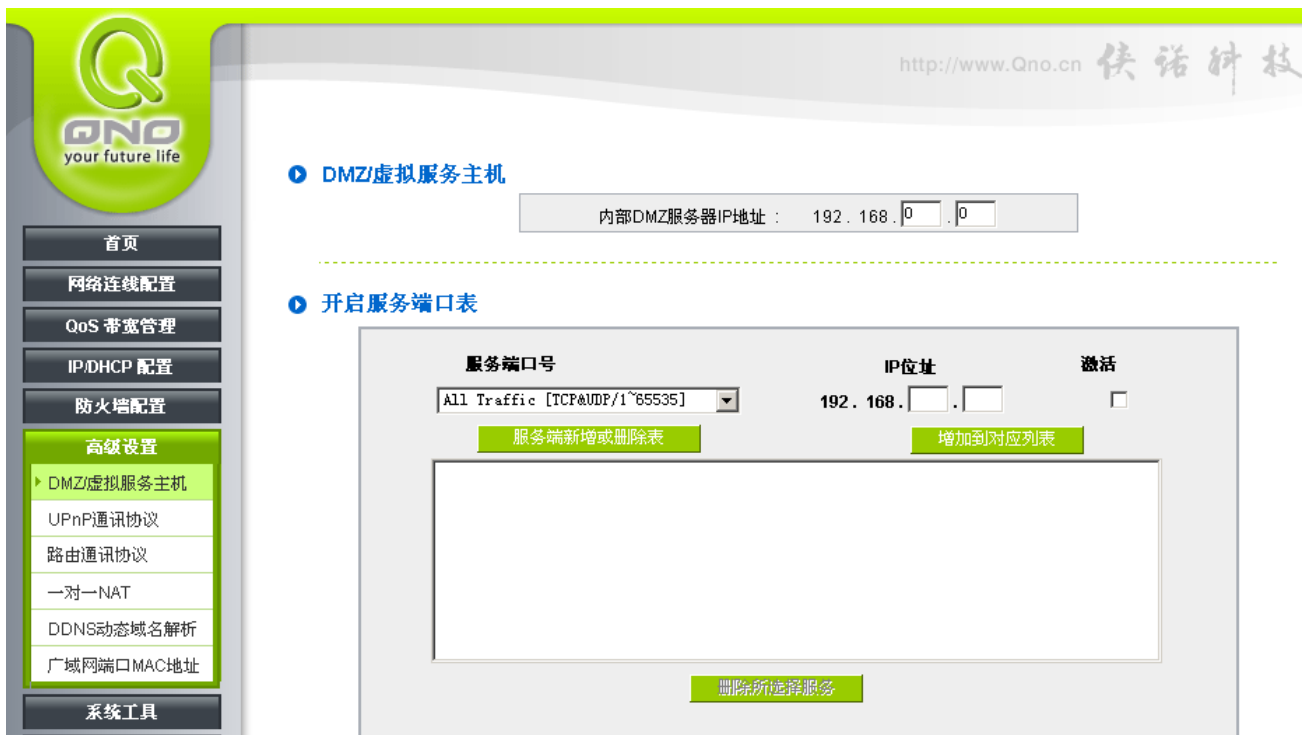 http://www.Qno.cn 侠诺科技
QNO
your future life
首页
网络连线配置
QoS 带宽管理
IP/DHCP 配置
防火墙配置
高级设置
DMZ/虚拟服务主机
UPnP通讯协议
路由通讯协议
一对一NAT
DDNS动态域名解析
广域网端口MAC地址
系统工具
DMZ/虚拟服务主机
内部DMZ服务器IP地址 : 192 . 168 . 0 . 0
开启服务端口表
服务端口号 IP位址 激活
All Traffic [TCP&UDP/1~65535] 192 . 168 . .
服务端新增或删除表 增加到对应列表
删除所选择服务